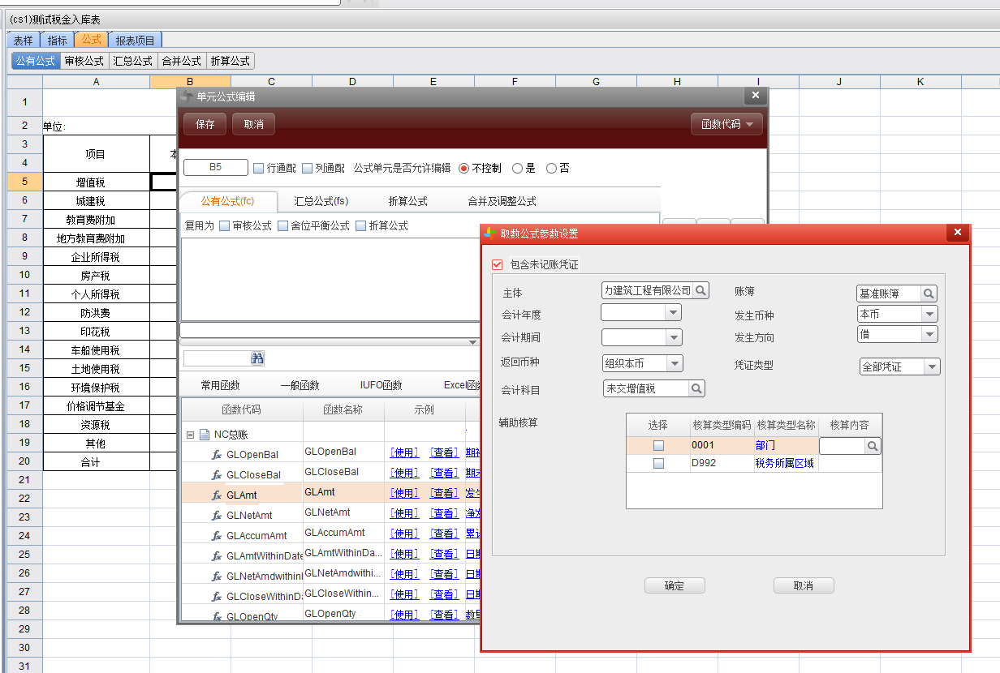 (cs1)测试税金入库表
表样 指标 公式 报表项目
公有公式 审核公式 汇总公式 合并公式 折算公式
A B C D E F G H I J K
1
2 单位:
3
4
项目 本
5 增值税
6 城建税
7 教育费附加
8 地方教育费附加
9 企业所得税
10 房产税
11 个人所得税
12 防洪费
13 印花税
14 车船使用税
15 土地使用税
16 环境保护税
17 价格调节基金
18 资源税
19 其他
20 合计
21
22
23
24
25
26
27
28
29
30
31
单元公式编辑
保存 取消 函数代码
B5 行通配 列通配 公式单元是否允许编辑 不控制 是 否
公有公式(fc) 汇总公式(fs) 折算公式 合并及调整公式
复用为 审核公式 舍位平衡公式 折算公式
常用函数 一般函数 IUFO函数 Excel函
函数代码 函数名称 示例
NC总账
GLOpenBal GLOpenBal [使用] [查看] 期初
GLCloseBal GLCloseBal [使用] [查看] 期末
GLAmt GLAmt [使用] [查看] 发生
GLNetAmt GLNetAmt [使用] [查看] 净发
GLAccumAmt GLAccumAmt [使用] [查看] 累计
GLAmtWithinDate GLAmtWithinDa... [使用] [查看] 日期
GLNetAmdwithinI GLNetAmdwithi... [使用] [查看] 日期
GLCloseWithinDa GLCloseWithin... [使用] [查看] 日期
GLOpenQty GLOpenQty [使用] [查看] 数量
取数公式参数设置
包含未记账凭证
主体 力建筑工程有限公司 账簿 基准账簿
会计年度 发生币种 本币
会计期间 发生方向 借
返回币种 组织本币 凭证类型 全部凭证
会计科目 未交增值税
辅助核算
选择 核算类型编码 核算类型名称 核算内容
0001 部门
D992 税务所属区域
确定 取消